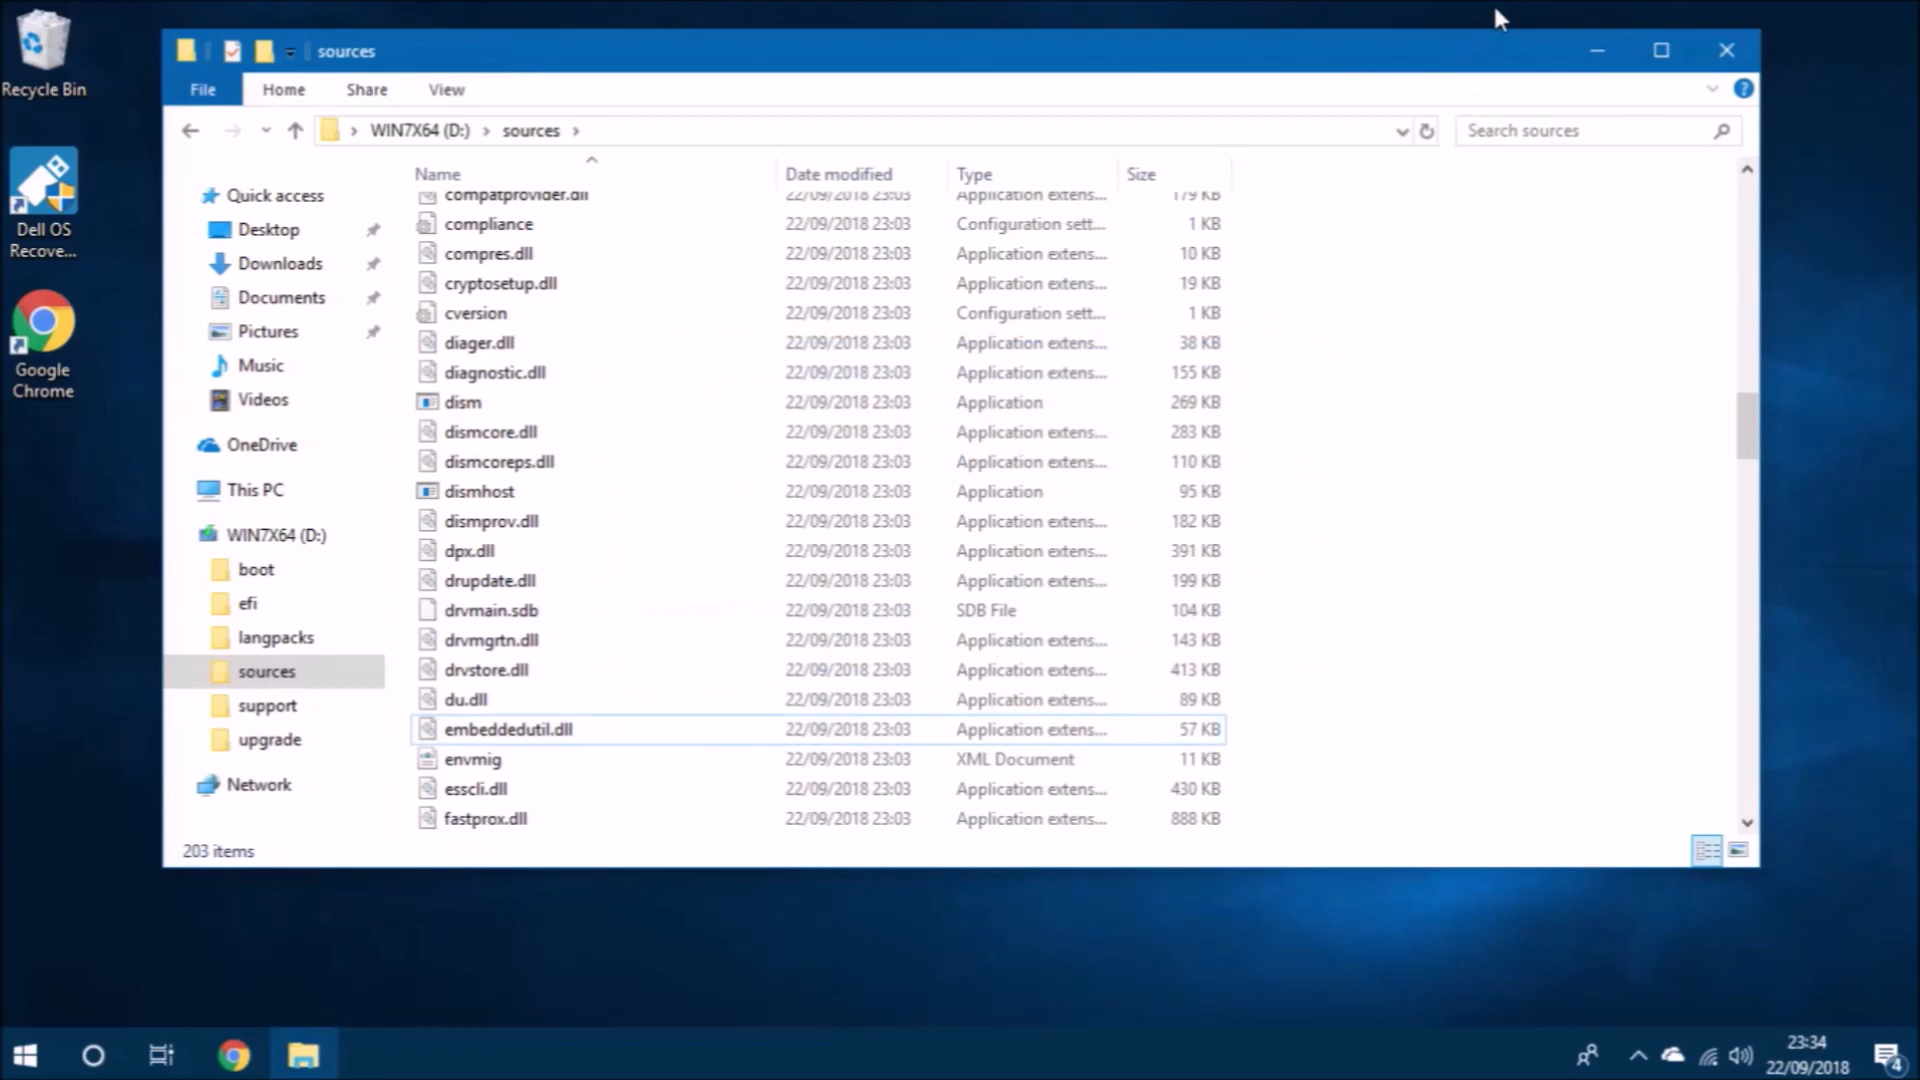 Recycle Bin
Dell OS
Recove...
Google
Chrome
sources
File Home Share View
WIN7X64 (D:) sources
Search sources
Quick access
Desktop
Downloads
Documents
Pictures
Music
Videos
OneDrive
This PC
WIN7X64 (D:)
boot
efi
langpacks
sources
support
upgrade
Network
Name Date modified Type Size
compatprovider.dll 22/09/2018 23:03 Application extens... 179 KB
compliance 22/09/2018 23:03 Configuration sett... 1 KB
compres.dll 22/09/2018 23:03 Application extens... 10 KB
cryptosetup.dll 22/09/2018 23:03 Application extens... 19 KB
cversion 22/09/2018 23:03 Configuration sett... 1 KB
diager.dll 22/09/2018 23:03 Application extens... 38 KB
diagnostic.dll 22/09/2018 23:03 Application extens... 155 KB
dism 22/09/2018 23:03 Application 269 KB
dismcore.dll 22/09/2018 23:03 Application extens... 283 KB
dismcoreps.dll 22/09/2018 23:03 Application extens... 110 KB
dismhost 22/09/2018 23:03 Application 95 KB
dismprov.dll 22/09/2018 23:03 Application extens... 182 KB
dpx.dll 22/09/2018 23:03 Application extens... 391 KB
drupdate.dll 22/09/2018 23:03 Application extens... 199 KB
drvmain.sdb 22/09/2018 23:03 SDB File 104 KB
drvmgrtn.dll 22/09/2018 23:03 Application extens... 143 KB
drvstore.dll 22/09/2018 23:03 Application extens... 413 KB
du.dll 22/09/2018 23:03 Application extens... 89 KB
embeddedutil.dll 22/09/2018 23:03 Application extens... 57 KB
envmig 22/09/2018 23:03 XML Document 11 KB
esscli.dll 22/09/2018 23:03 Application extens... 430 KB
fastprox.dll 22/09/2018 23:03 Application extens... 888 KB
203 items
23:34
22/09/2018
4